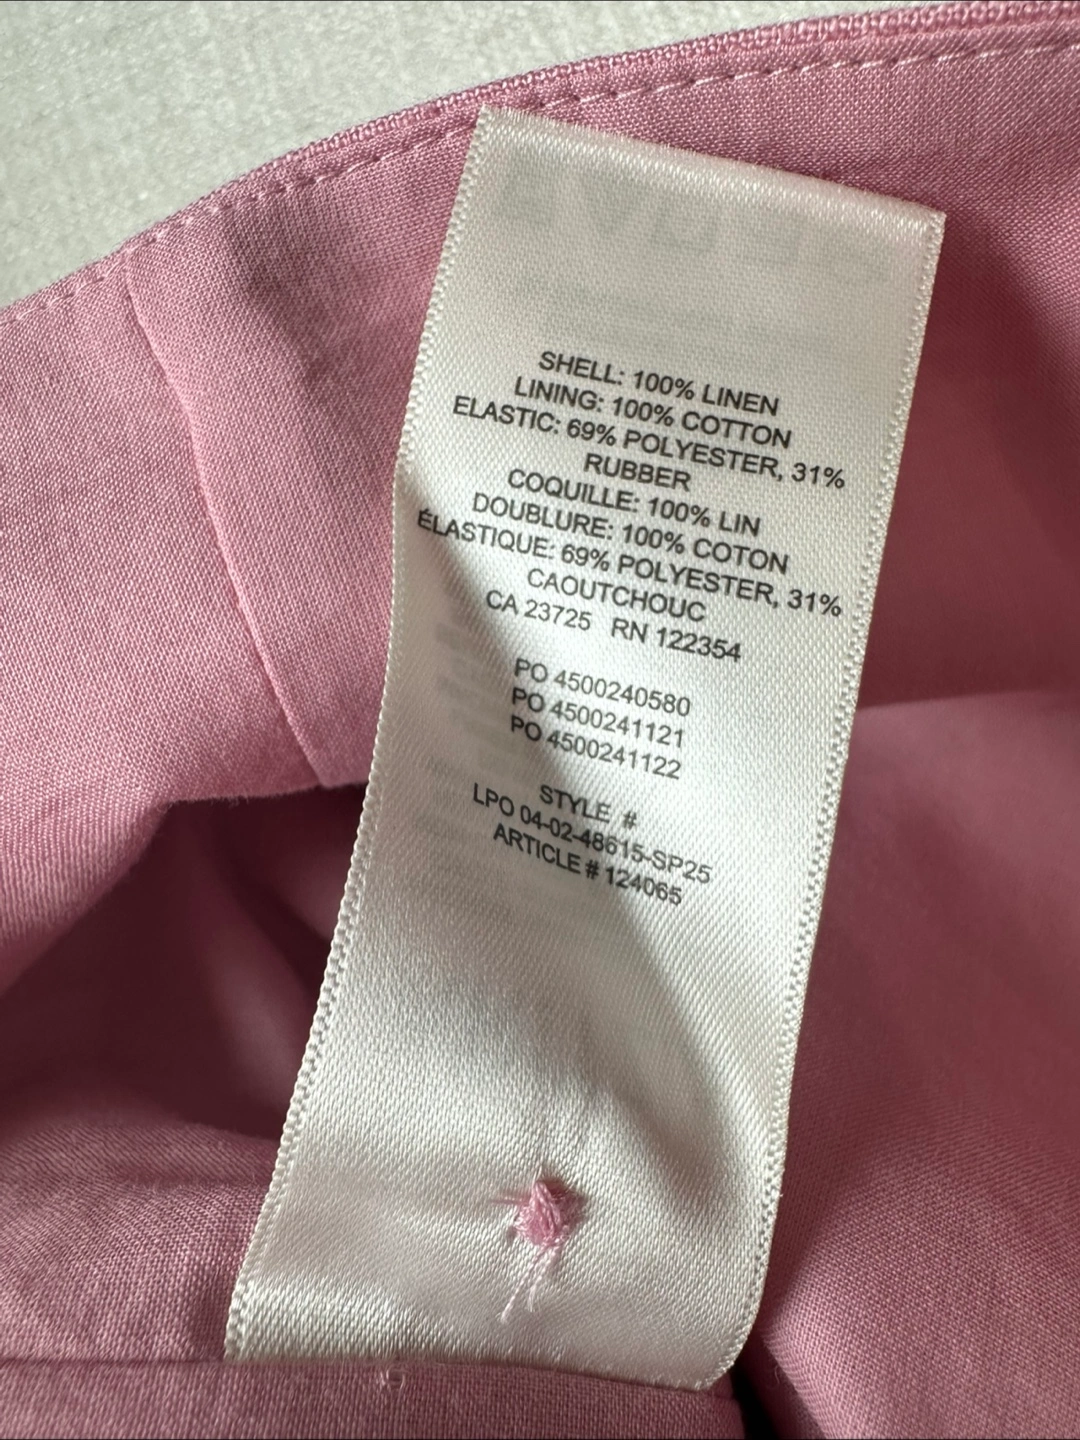 SHELL: 100% LINEN
LINING: 100% COTTON
ELASTIC: 69% POLYESTER, 31%
RUBBER
COQUILLE: 100% LIN
DOUBLURE: 100% COTON
ÉLASTIQUE: 69% POLYESTER, 31%
CAOUTCHOUC
CA 23725 RN 122354
PO 4500240580
PO 4500241121
PO 4500241122
STYLE #
LPO 04-02-48615-SP25
ARTICLE # 124065